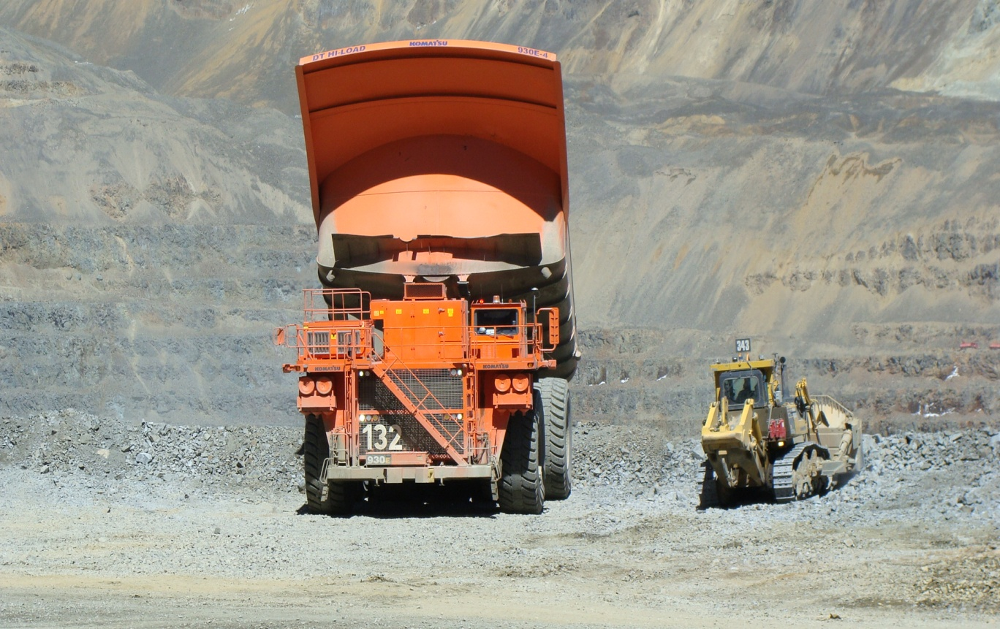 DT HI-LOAD KOMATSU 930E-4
KOMATSU KOMATSU
343
132
930E